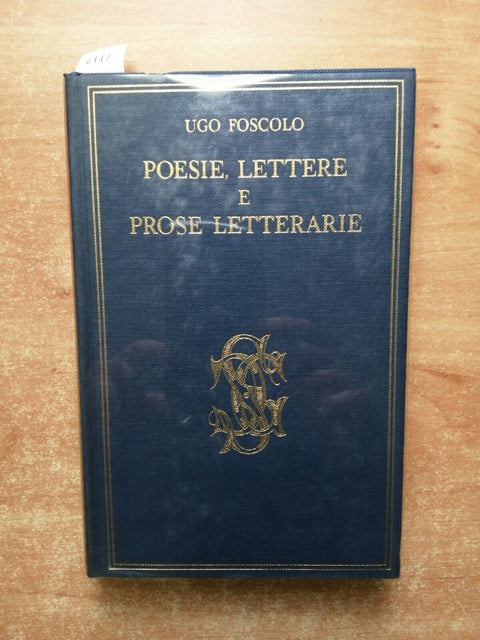 UGO FOSCOLO
POESIE, LETTERE
E
PROSE LETTERARIE